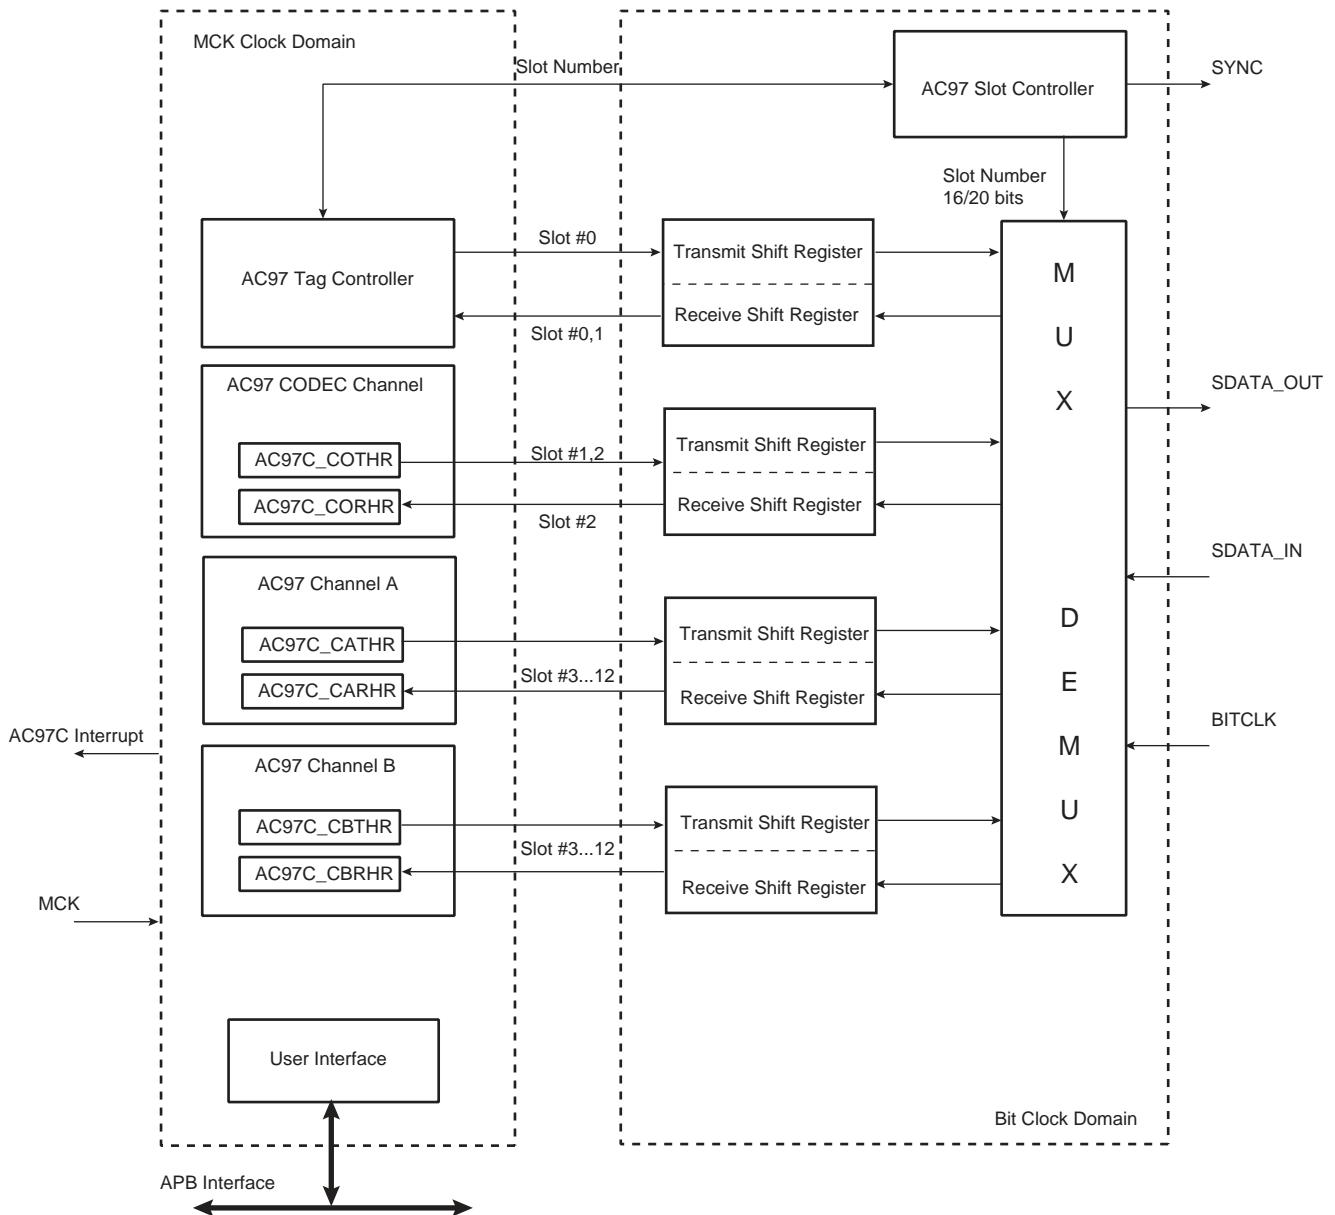 MCK Clock Domain
Slot Number
AC97 Slot Controller
SYNC
Slot Number
16/20 bits
AC97 Tag Controller
Slot #0
Slot #0,1
Transmit Shift Register
Receive Shift Register
M
U
X
D
E
M
U
X
AC97 CODEC Channel
AC97C_COTHR
AC97C_CORHR
Slot #1,2
Slot #2
Transmit Shift Register
Receive Shift Register
SDATA_OUT
SDATA_IN
AC97 Channel A
AC97C_CATHR
AC97C_CARHR
Slot #3...12
Transmit Shift Register
Receive Shift Register
BITCLK
AC97C Interrupt
AC97 Channel B
AC97C_CBTHR
AC97C_CBRHR
Slot #3...12
Transmit Shift Register
Receive Shift Register
MCK
User Interface
Bit Clock Domain
APB Interface